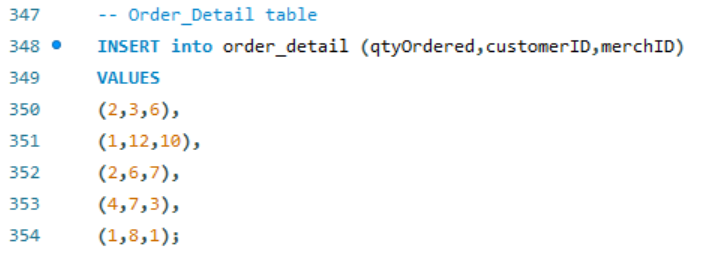 347 -- Order_Detail table
348 INSERT into order_detail (qtyOrdered,customerID,merchID)
349 VALUES
350 (2,3,6),
351 (1,12,10),
352 (2,6,7),
353 (4,7,3),
354 (1,8,1);